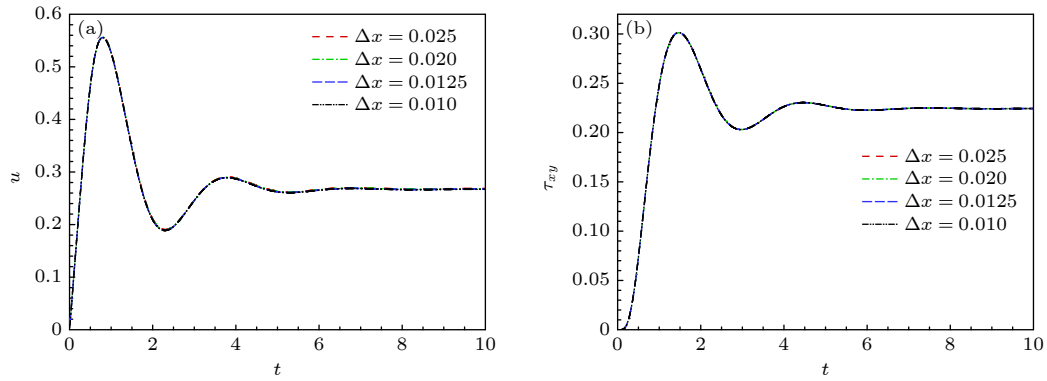 (a)
Δx = 0.025
Δx = 0.020
Δx = 0.0125
Δx = 0.010
0.6
0.5
0.4
0.3
0.2
0.1
0
u
0 2 4 6 8 10
t
(b)
0.30
0.25
0.20
0.15
0.10
0.05
0
τxy
Δx = 0.025
Δx = 0.020
Δx = 0.0125
Δx = 0.010
0 2 4 6 8 10
t